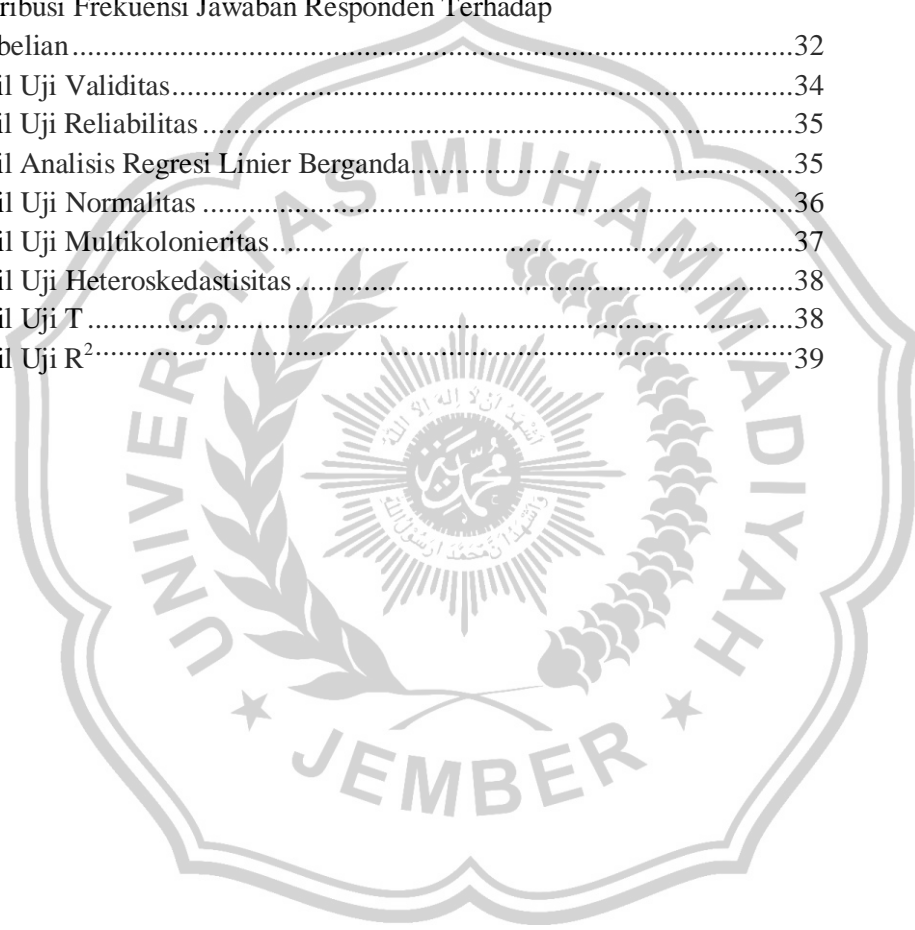 ribusi Frekuensi Jawaban Responden Terhadap
belian....................................................................................................32
il Uji Validitas....................................................................................34
il Uji Reliabilitas................................................................................35
il Analisis Regresi Linier Berganda....................................................35
il Uji Normalitas.................................................................................36
il Uji Multikolonieritas.......................................................................37
il Uji Heteroskedastisitas....................................................................38
il Uji T................................................................................................38
il Uji R²...............................................................................................39
UNIVERSITAS MUHAMMADIYAH
JEMBER